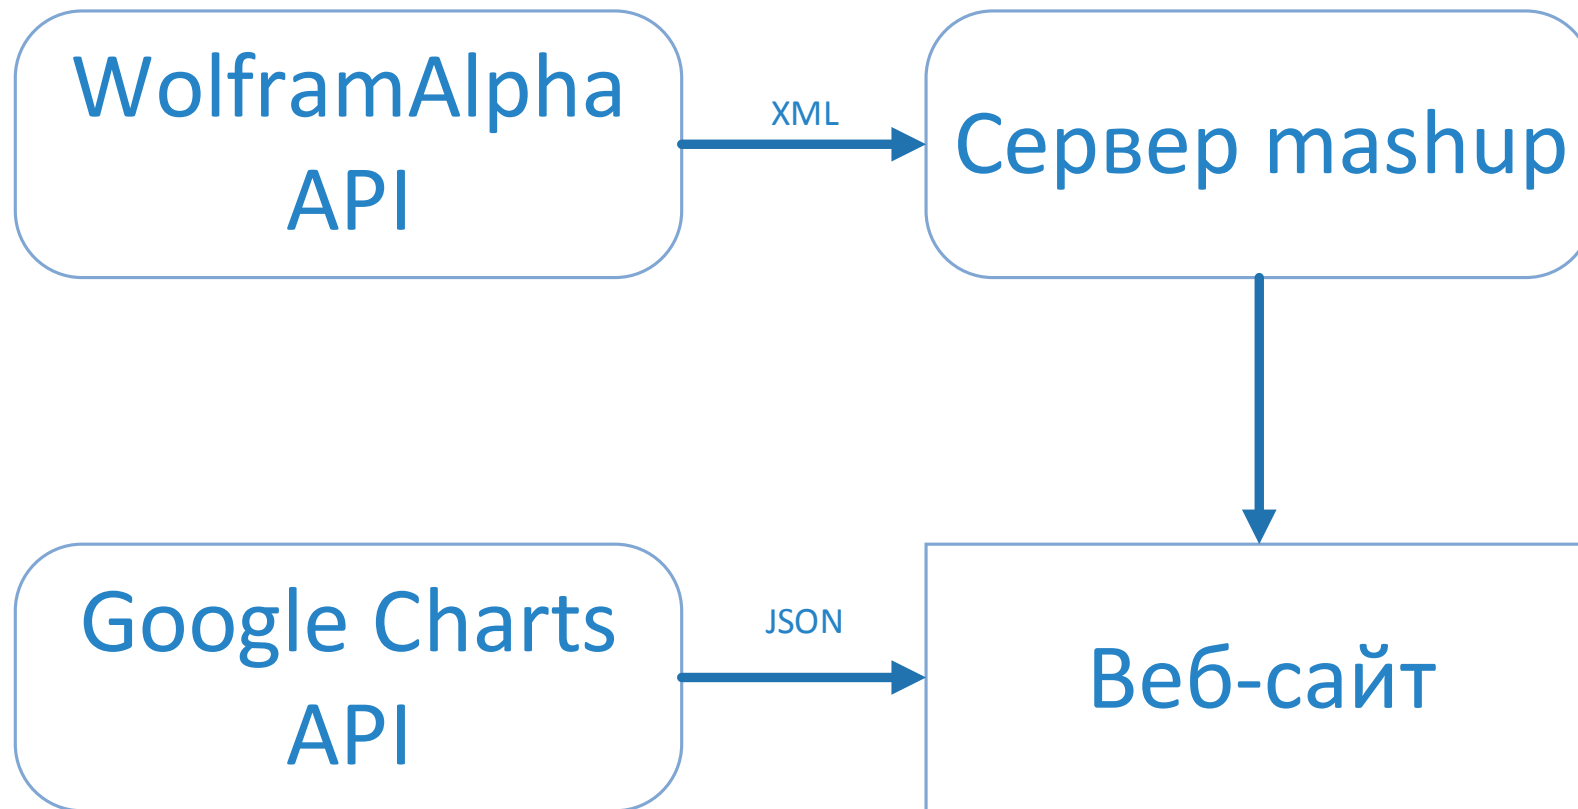 WolframAlpha
API
XML
Сервер mashup
Google Charts
API
JSON
Веб-сайт